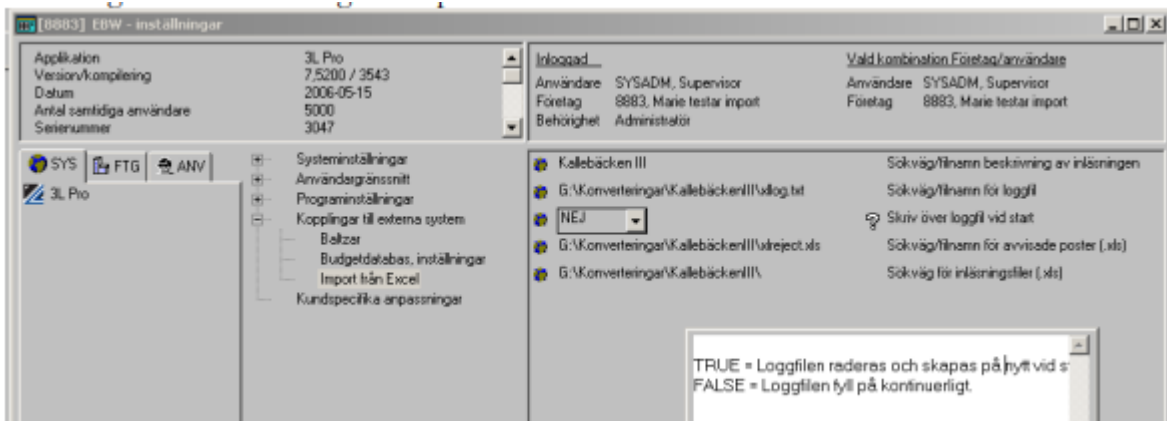 [8883] EBW - inställningar
Applikation 3L Pro
Version/kompilering 7,5200 / 3543
Datum 2006-05-15
Antal samtidiga användare 5000
Serienummer 3047
Inloggad
Användare SYSADM, Supervisor
Företag 8883, Marie testar import
Behörighet Administratör
Vald kombination Företag/användare
Användare SYSADM, Supervisor
Företag 8883, Marie testar import
SYS FTG ANV
3L Pro
Systeminställningar
Användargränssnitt
Programinställningar
Kopplingar till externa system
Baltzar
Budgetdatabas, inställningar
Import från Excel
Kundspecifika anpassningar
Kallebäcken III Sökväg/filnamn beskrivning av inläsningen
G:\Konverteringar\KallebäckenIII\xllog.txt Sökväg/filnamn för loggfil
NEJ Skriv över loggfil vid start
G:\Konverteringar\KallebäckenIII\xlreject.xls Sökväg/filnamn för avvisade poster (.xls)
G:\Konverteringar\KallebäckenIII\ Sökväg för inläsningsfiler (.xls)
TRUE = Loggfilen raderas och skapas på nytt vid s
FALSE = Loggfilen fyll på kontinuerligt.